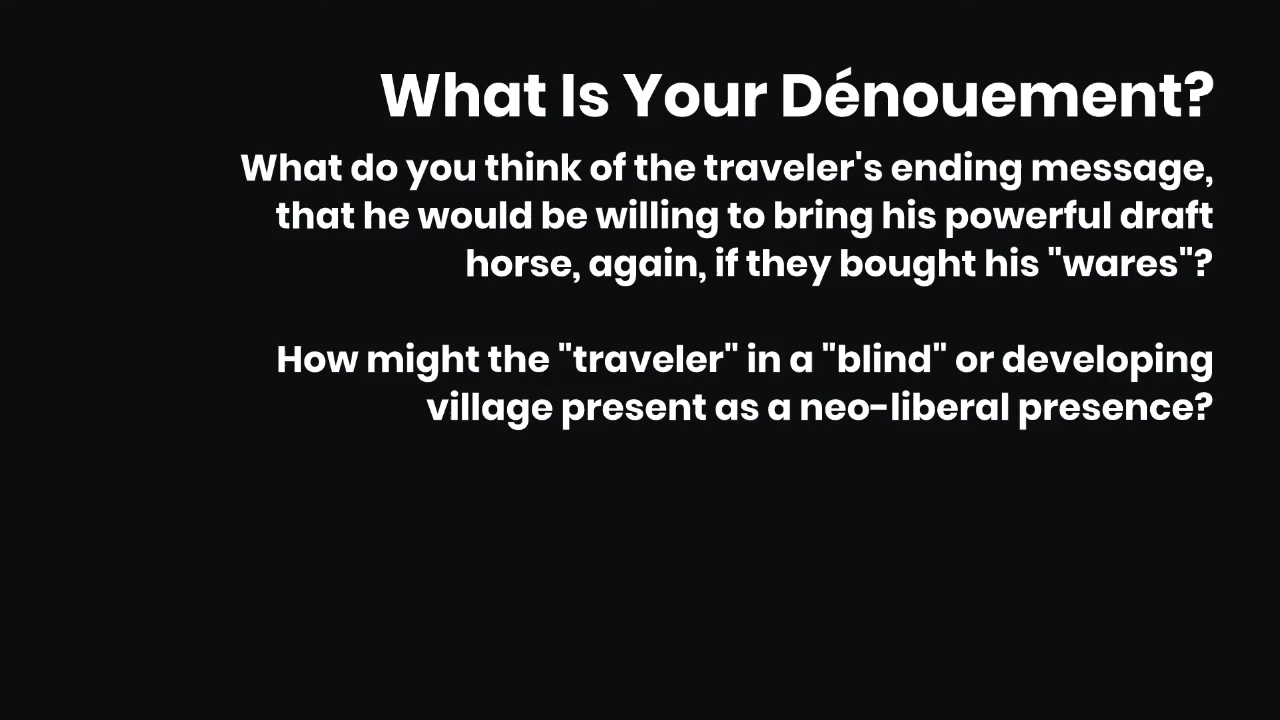 What Is Your Dénouement?
What do you think of the traveler's ending message,
that he would be willing to bring his powerful draft
horse, again, if they bought his "wares"?
How might the "traveler" in a "blind" or developing
village present as a neo-liberal presence?